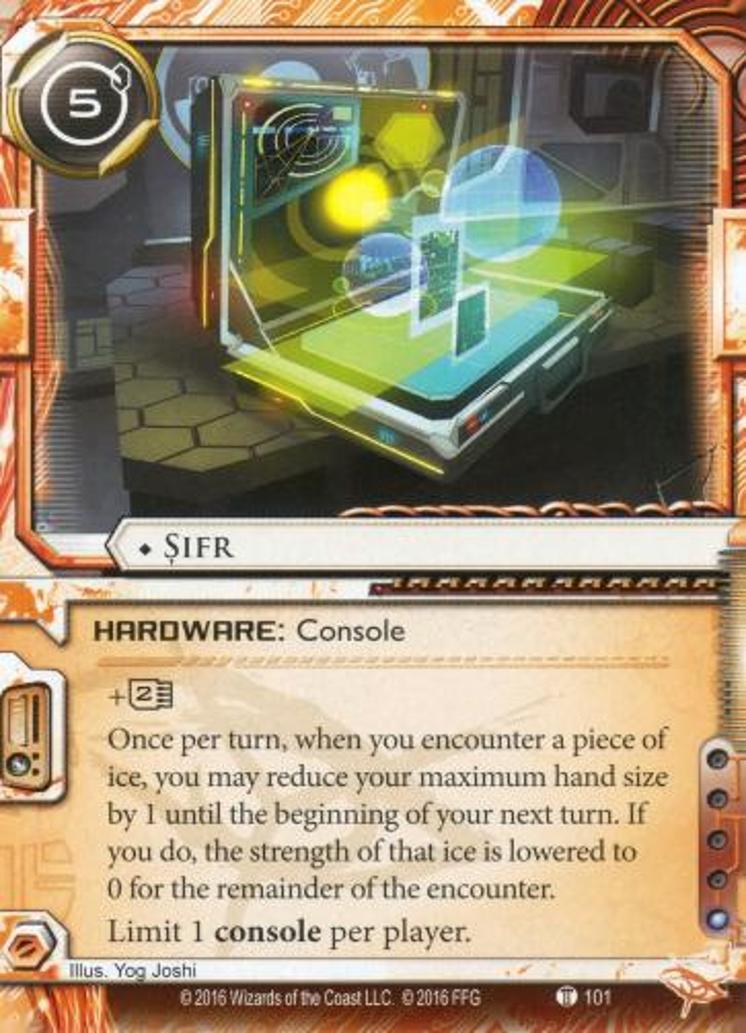 5
♦ Șifr
HARDWARE: Console
+2
Once per turn, when you encounter a piece of
ice, you may reduce your maximum hand size
by 1 until the beginning of your next turn. If
you do, the strength of that ice is lowered to
0 for the remainder of the encounter.
Limit 1 console per player.
Illus. Yog Joshi
© 2016 Wizards of the Coast LLC. © 2016 FFG 101